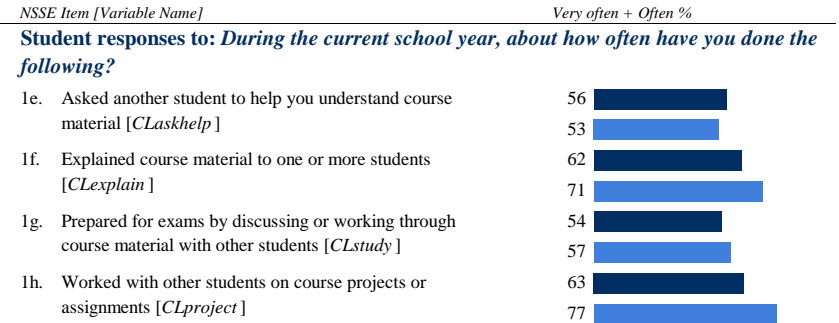 NSSE Item [Variable Name] Very often + Often %
Student responses to: During the current school year, about how often have you done the
following?
1e. Asked another student to help you understand course 56
material [CLaskhelp ] 53
1f. Explained course material to one or more students 62
[CLexplain ] 71
1g. Prepared for exams by discussing or working through 54
course material with other students [CLstudy ] 57
1h. Worked with other students on course projects or 63
assignments [CLproject ] 77